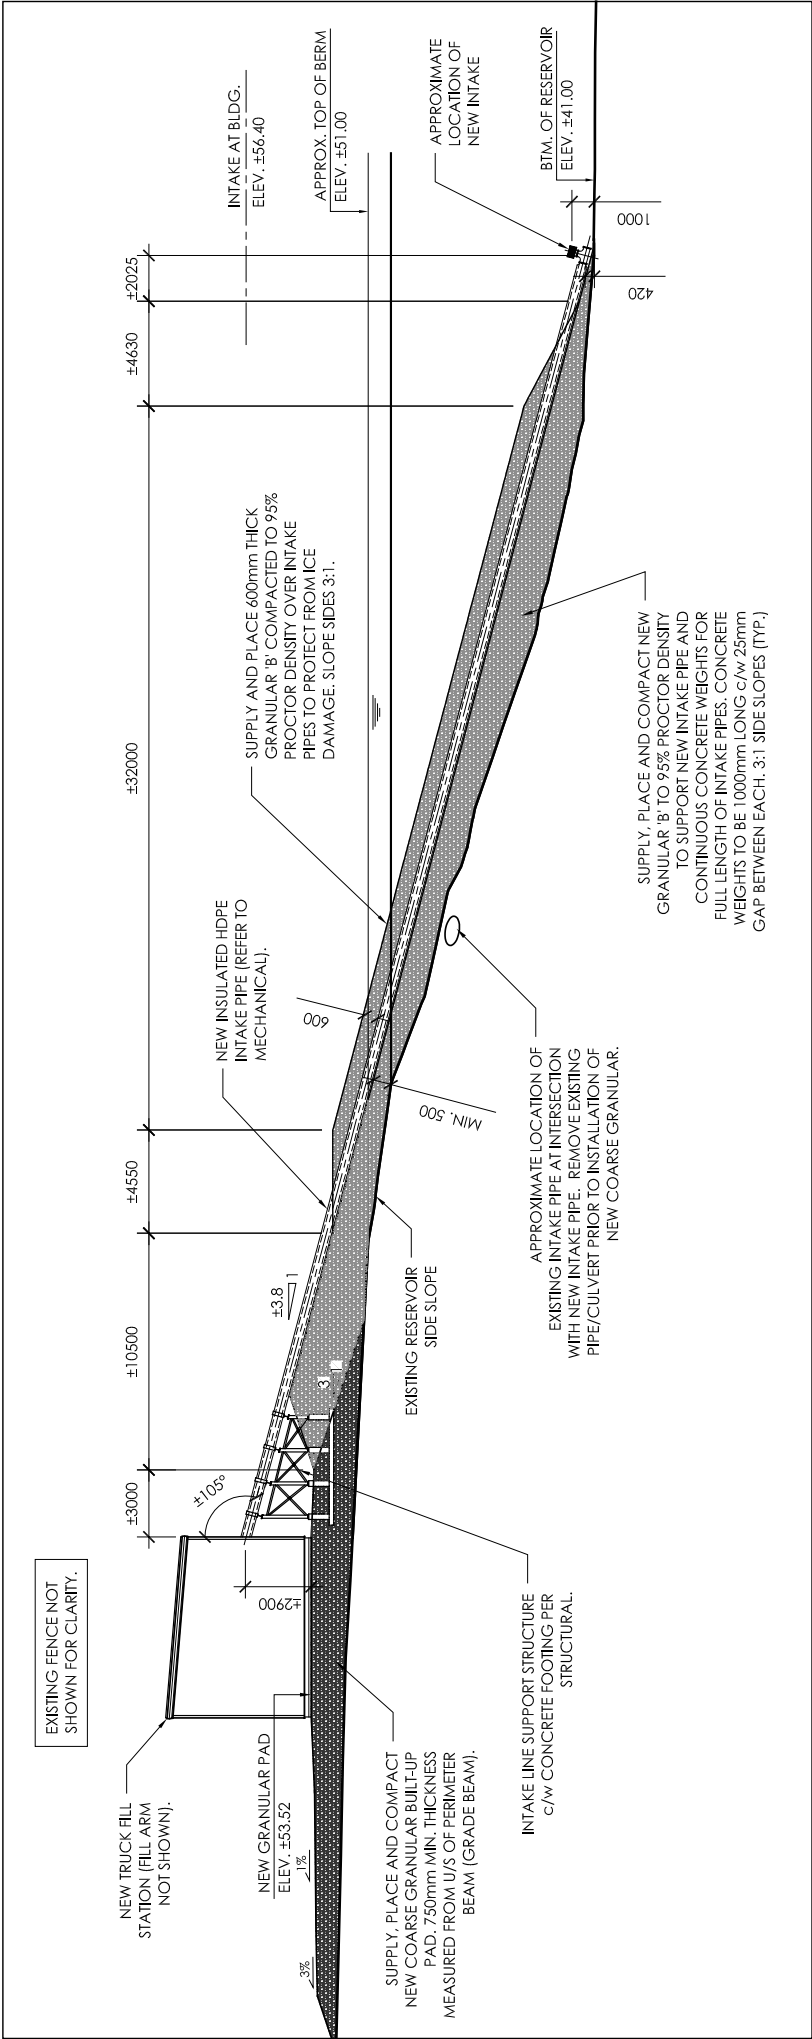 EXISTING FENCE NOT
SHOWN FOR CLARITY.
NEW TRUCK FILL
STATION (FILL ARM
NOT SHOWN).
NEW GRANULAR PAD
ELEV. ±53.52
1%
3%
SUPPLY, PLACE AND COMPACT
NEW COARSE GRANULAR BUILT-UP
PAD. 750mm MIN. THICKNESS
MEASURED FROM U/S OF PERIMETER
BEAM (GRADE BEAM).
±2900
±105°
±3000
±10500
±4550
±32000
±4630
±2025
INTAKE LINE SUPPORT STRUCTURE
c/w CONCRETE FOOTING PER
STRUCTURAL.
3
1
±3.8
1
EXISTING RESERVOIR
SIDE SLOPE
NEW INSULATED HDPE
INTAKE PIPE (REFER TO
MECHANICAL).
600
MIN. 500
APPROXIMATE LOCATION OF
EXISTING INTAKE PIPE AT INTERSECTION
WITH NEW INTAKE PIPE. REMOVE EXISTING
PIPE/CULVERT PRIOR TO INSTALLATION OF
NEW COARSE GRANULAR.
SUPPLY AND PLACE 600mm THICK
GRANULAR 'B' COMPACTED TO 95%
PROCTOR DENSITY OVER INTAKE
PIPES TO PROTECT FROM ICE
DAMAGE. SLOPE SIDES 3:1.
SUPPLY, PLACE AND COMPACT NEW
GRANULAR 'B' TO 95% PROCTOR DENSITY
TO SUPPORT NEW INTAKE PIPE AND
CONTINUOUS CONCRETE WEIGHTS FOR
FULL LENGTH OF INTAKE PIPES. CONCRETE
WEIGHTS TO BE 1000mm LONG c/w 25mm
GAP BETWEEN EACH. 3:1 SIDE SLOPES (TYP.)
INTAKE AT BLDG.
ELEV. ±56.40
APPROX. TOP OF BERM
ELEV. ±51.00
APPROXIMATE
LOCATION OF
NEW INTAKE
BTM. OF RESERVOIR
ELEV. ±41.00
1000
420